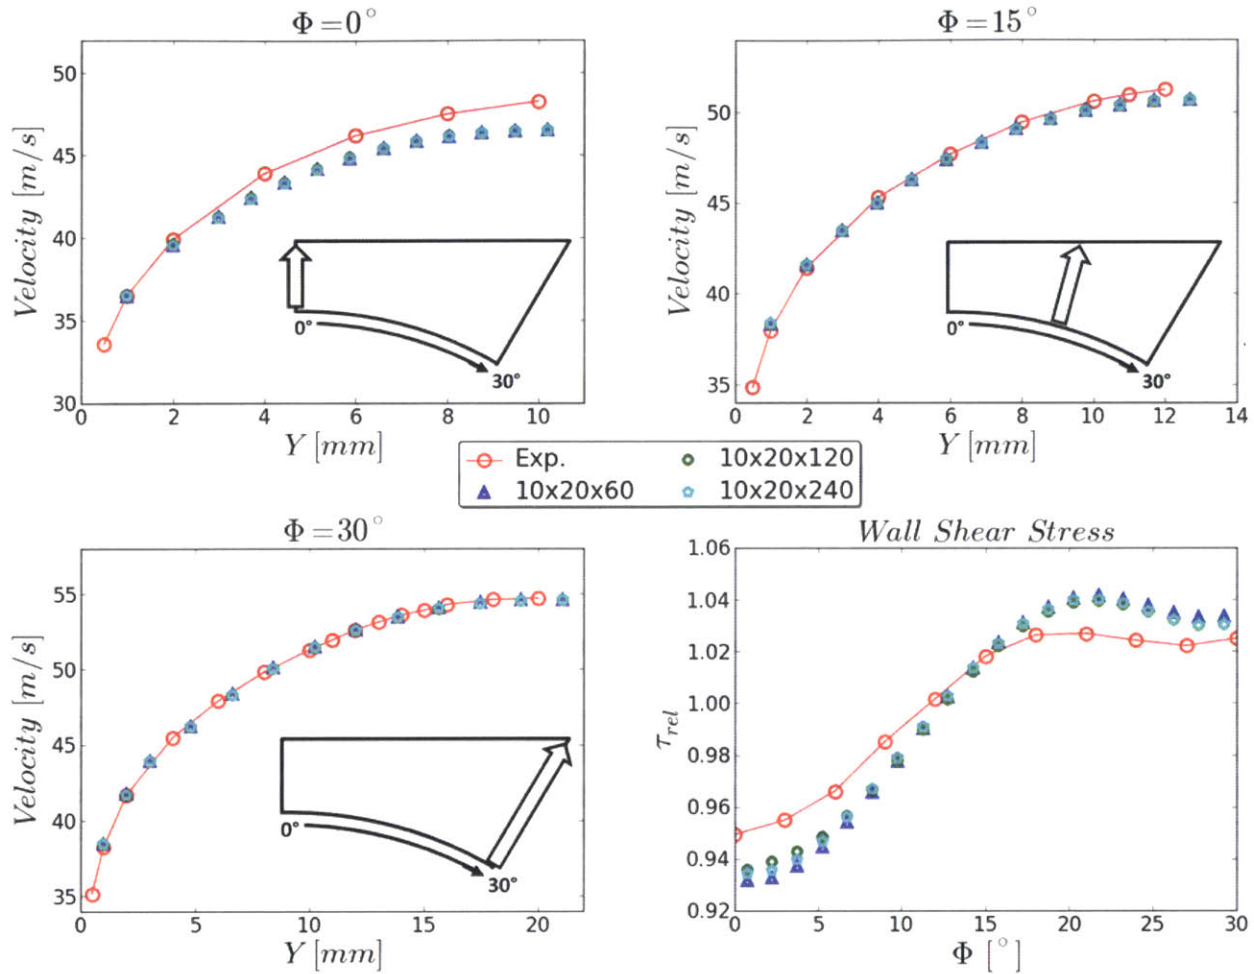 Φ = 0°
Velocity [m/s]
50
45
40
35
30
0°
30°
0 2 4 6 8 10
Y [mm]
Φ = 15°
Velocity [m/s]
50
45
40
35
0°
30°
0 2 4 6 8 10 12 14
Y [mm]
Exp.
10x20x60
10x20x120
10x20x240
Φ = 30°
Velocity [m/s]
55
50
45
40
35
0°
30°
0 5 10 15 20
Y [mm]
Wall Shear Stress
τrel
1.06
1.04
1.02
1.00
0.98
0.96
0.94
0.92
0 5 10 15 20 25 30
Φ [°]